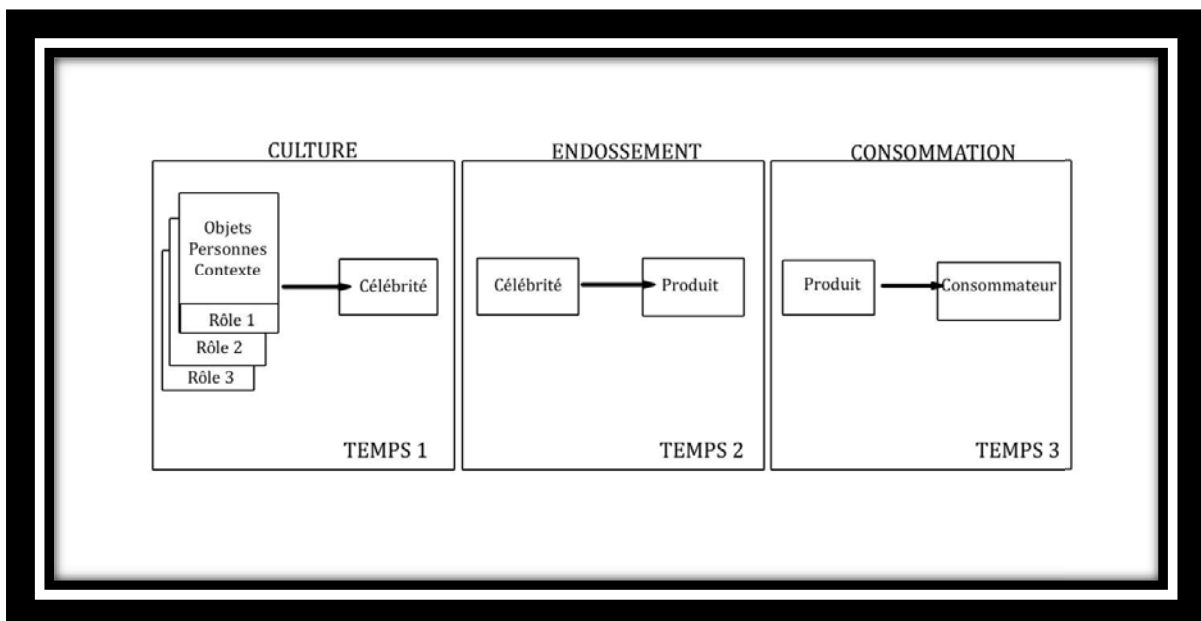 CULTURE
Objets
Personnes
Contexte
Rôle 1
Rôle 2
Rôle 3
Célébrité
TEMPS 1
ENDOSSEMENT
Célébrité
Produit
TEMPS 2
CONSOMMATION
Produit
Consommateur
TEMPS 3